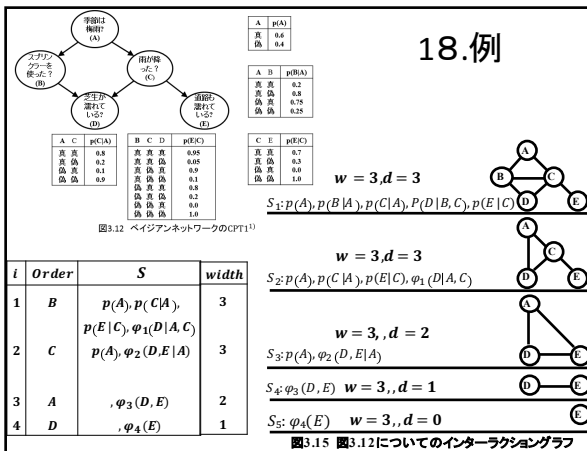 18.例
季節は
梅雨?
(A)
スプリン
クラーを
使った?
(B)
雨が降
った?
(C)
芝生が
濡れて
いる?
(D)
道路も
濡れて
いる?
(E)
A p(A)
真 0.6
偽 0.4
A B p(B|A)
真 真 0.2
真 偽 0.8
偽 真 0.75
偽 偽 0.25
A C p(C|A)
真 真 0.8
真 偽 0.2
偽 真 0.1
偽 偽 0.9
B C D p(E|C)
真 真 真 0.95
真 真 偽 0.05
真 偽 真 0.9
真 偽 偽 0.1
偽 真 真 0.8
偽 真 偽 0.2
偽 偽 真 0.0
偽 偽 偽 1.0
C E p(E|C)
真 真 0.7
真 偽 0.3
偽 真 0.0
偽 偽 1.0
図3.12 ベイジアンネットワークのCPT1¹⁾
i Order S width
1 B p(A), p(C|A), 3
p(E|C), φ₁(D|A, C)
2 C p(A), φ₂(D, E|A) 3
3 A , φ₃(D, E) 2
4 D , φ₄(E) 1
A
B C
D E
w = 3, d = 3
S₁: p(A), p(B|A), p(C|A), P(D|B, C), p(E|C)
A
C
D E
w = 3, d = 3
S₂: p(A), p(C|A), p(E|C), φ₁(D|A, C)
A
D E
w = 3, , d = 2
S₃: p(A), φ₂(D, E|A)
S₄: φ₃(D, E) w = 3, , d = 1
D E
S₅: φ₄(E) w = 3, , d = 0
E
図3.15 図3.12についてのインターラクショングラフ